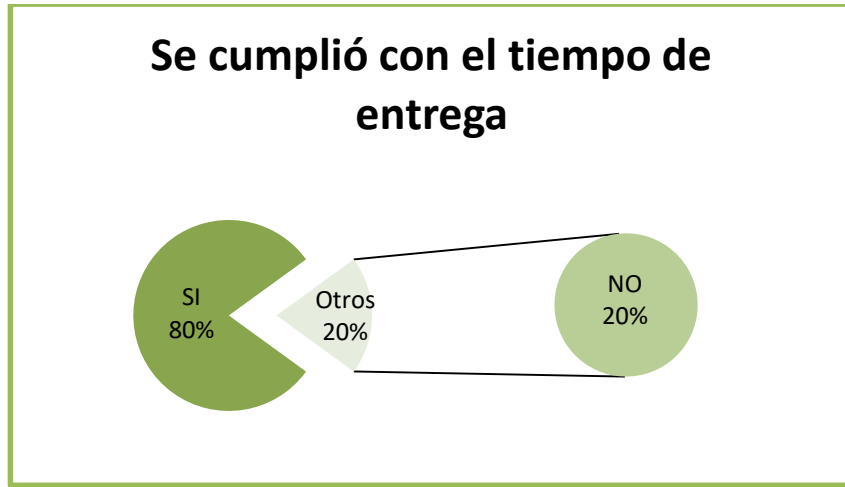 Se cumplió con el tiempo de
entrega
SI
80%
Otros
20%
NO
20%